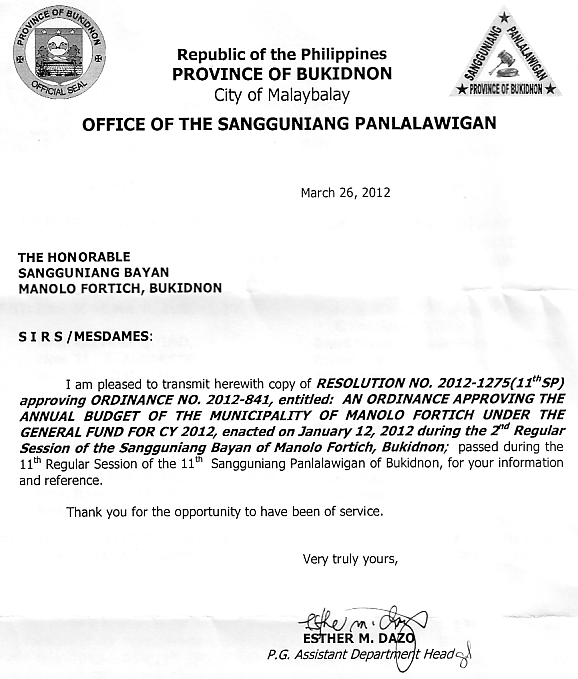 PROVINCE OF BUKIDNON
OFFICIAL SEAL
SANGGUNIANG PANLALAWIGAN
PROVINCE OF BUKIDNON
Republic of the Philippines
PROVINCE OF BUKIDNON
City of Malaybalay
OFFICE OF THE SANGGUNIANG PANLALAWIGAN
March 26, 2012
THE HONORABLE
SANGGUNIANG BAYAN
MANOLO FORTICH, BUKIDNON
S I R S /MESDAMES:
I am pleased to transmit herewith copy of RESOLUTION NO. 2012-1275(11thSP)
approving ORDINANCE NO. 2012-841, entitled: AN ORDINANCE APPROVING THE
ANNUAL BUDGET OF THE MUNICIPALITY OF MANOLO FORTICH UNDER THE
GENERAL FUND FOR CY 2012, enacted on January 12, 2012 during the 2nd Regular
Session of the Sangguniang Bayan of Manolo Fortich, Bukidnon; passed during the
11th Regular Session of the 11th Sangguniang Panlalawigan of Bukidnon, for your information
and reference.
Thank you for the opportunity to have been of service.
Very truly yours,
Esthe m. Dazo
ESTHER M. DAZO
P.G. Assistant Department Head